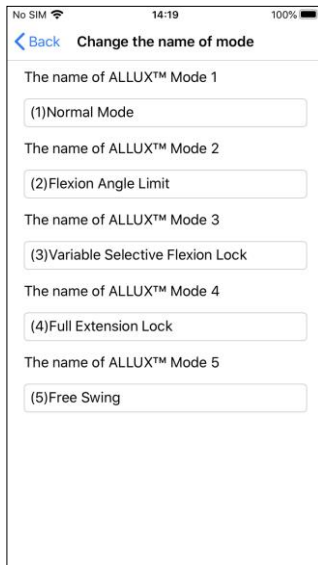 No SIM 14:19 100%
Back Change the name of mode
The name of ALLUX™ Mode 1
(1)Normal Mode
The name of ALLUX™ Mode 2
(2)Flexion Angle Limit
The name of ALLUX™ Mode 3
(3)Variable Selective Flexion Lock
The name of ALLUX™ Mode 4
(4)Full Extension Lock
The name of ALLUX™ Mode 5
(5)Free Swing